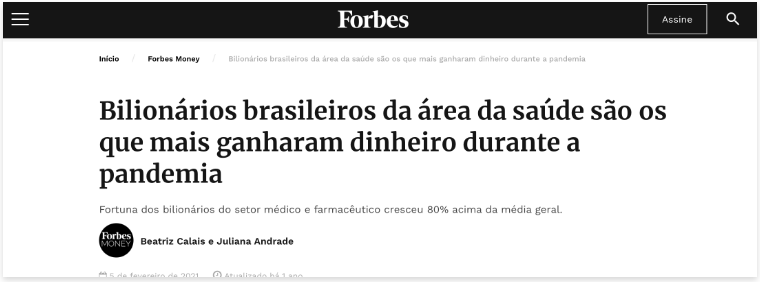 Forbes
Assine
Início / Forbes Money / Bilionários brasileiros da área da saúde são os que mais ganharam dinheiro durante a pandemia
Bilionários brasileiros da área da saúde são os
que mais ganharam dinheiro durante a
pandemia
Fortuna dos bilionários do setor médico e farmacêutico cresceu 80% acima da média geral.
Forbes
MONEY
Beatriz Calais e Juliana Andrade
5 de fevereiro de 2021 Atualizado há 1 ano